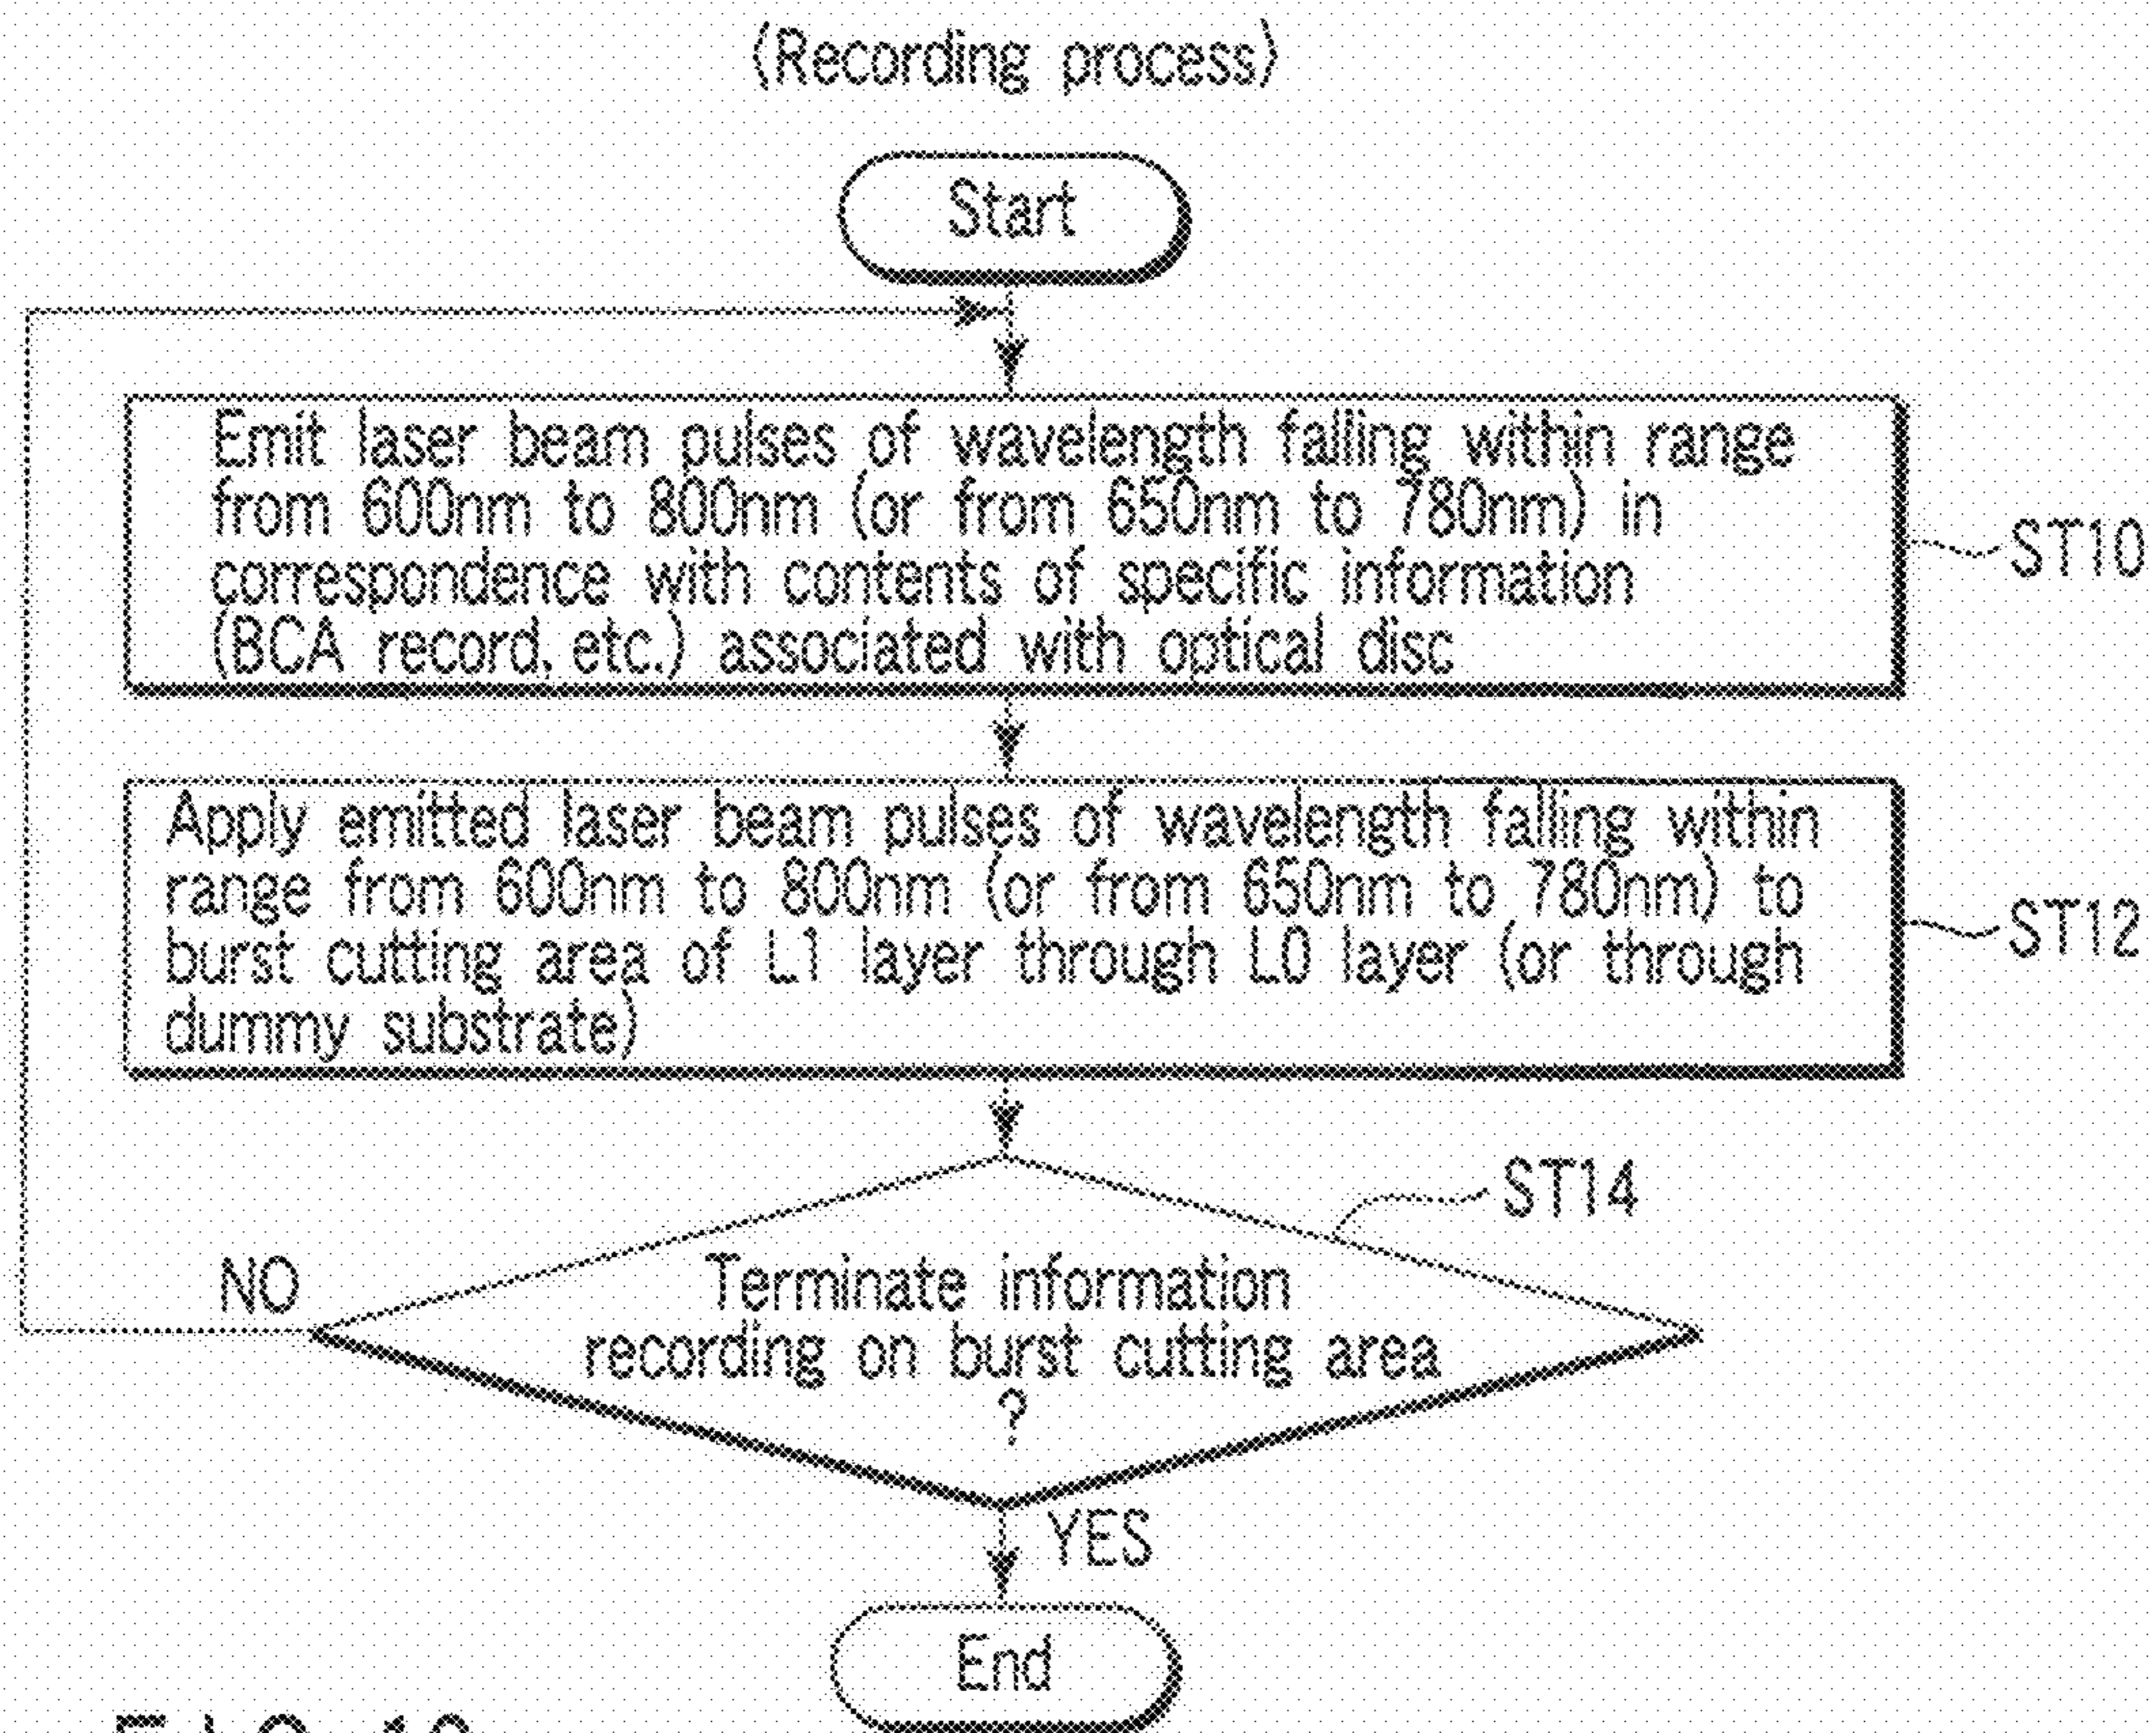 (Recording process)
Start
Emit laser beam pulses of wavelength falling within range
from 600nm to 800nm (or from 650nm to 780nm) in
correspondence with contents of specific information
(BCA record, etc.) associated with optical disc
ST10
Apply emitted laser beam pulses of wavelength falling within
range from 600nm to 800nm (or from 650nm to 780nm) to
burst cutting area of L1 layer through L0 layer (or through
dummy substrate)
ST12
ST14
Terminate information
recording on burst cutting area
?
NO
YES
End